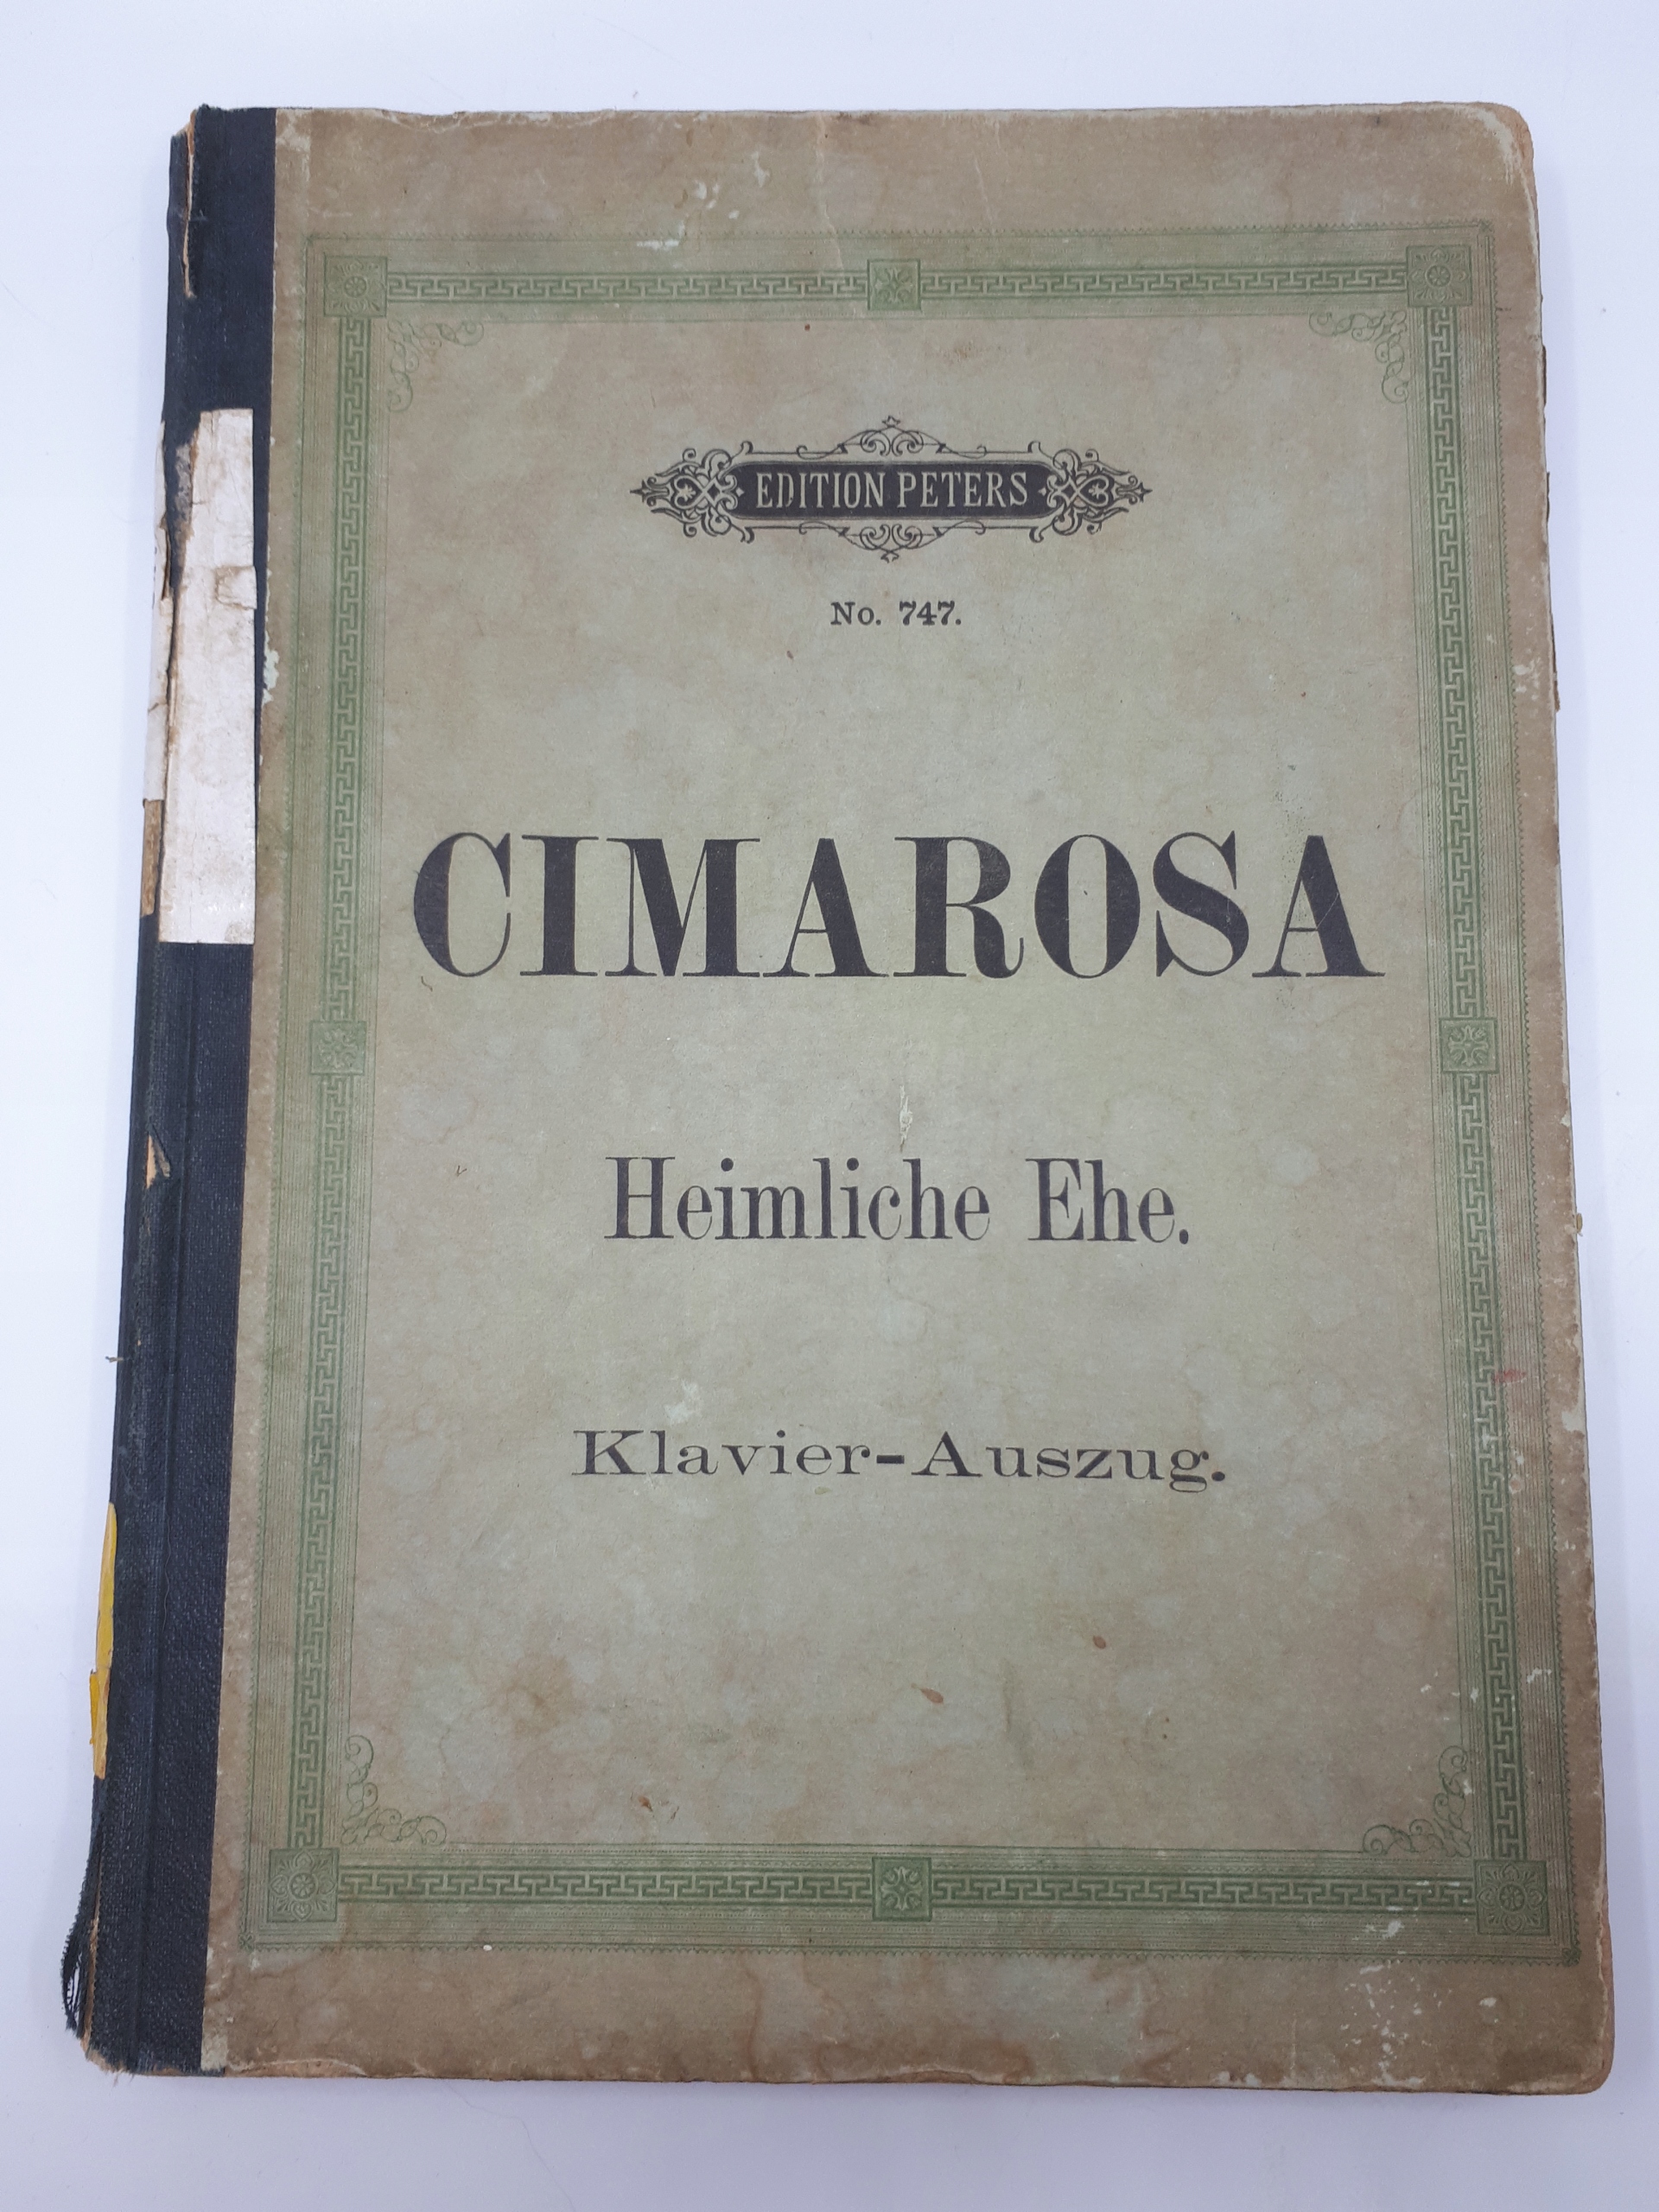 EDITION PETERS
No. 747.
CIMAROSA
Heimliche Ehe.
Klavier-Auszug.